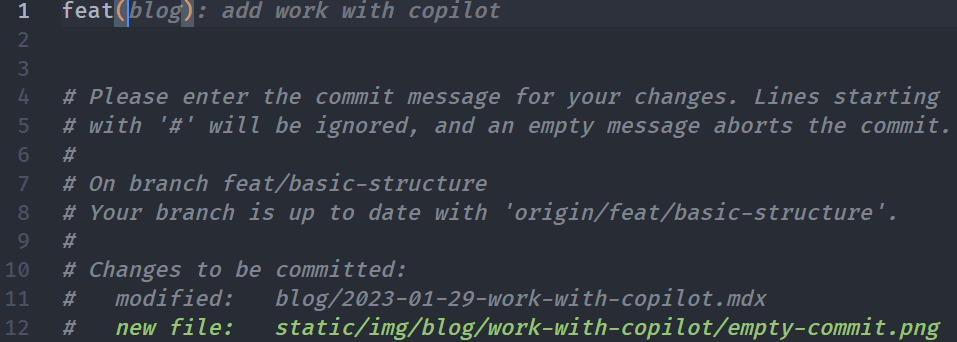 1 feat(blog): add work with copilot
2
3
4 # Please enter the commit message for your changes. Lines starting
5 # with '#' will be ignored, and an empty message aborts the commit.
6 #
7 # On branch feat/basic-structure
8 # Your branch is up to date with 'origin/feat/basic-structure'.
9 #
10 # Changes to be committed:
11 #   modified:   blog/2023-01-29-work-with-copilot.mdx
12 #   new file:   static/img/blog/work-with-copilot/empty-commit.png